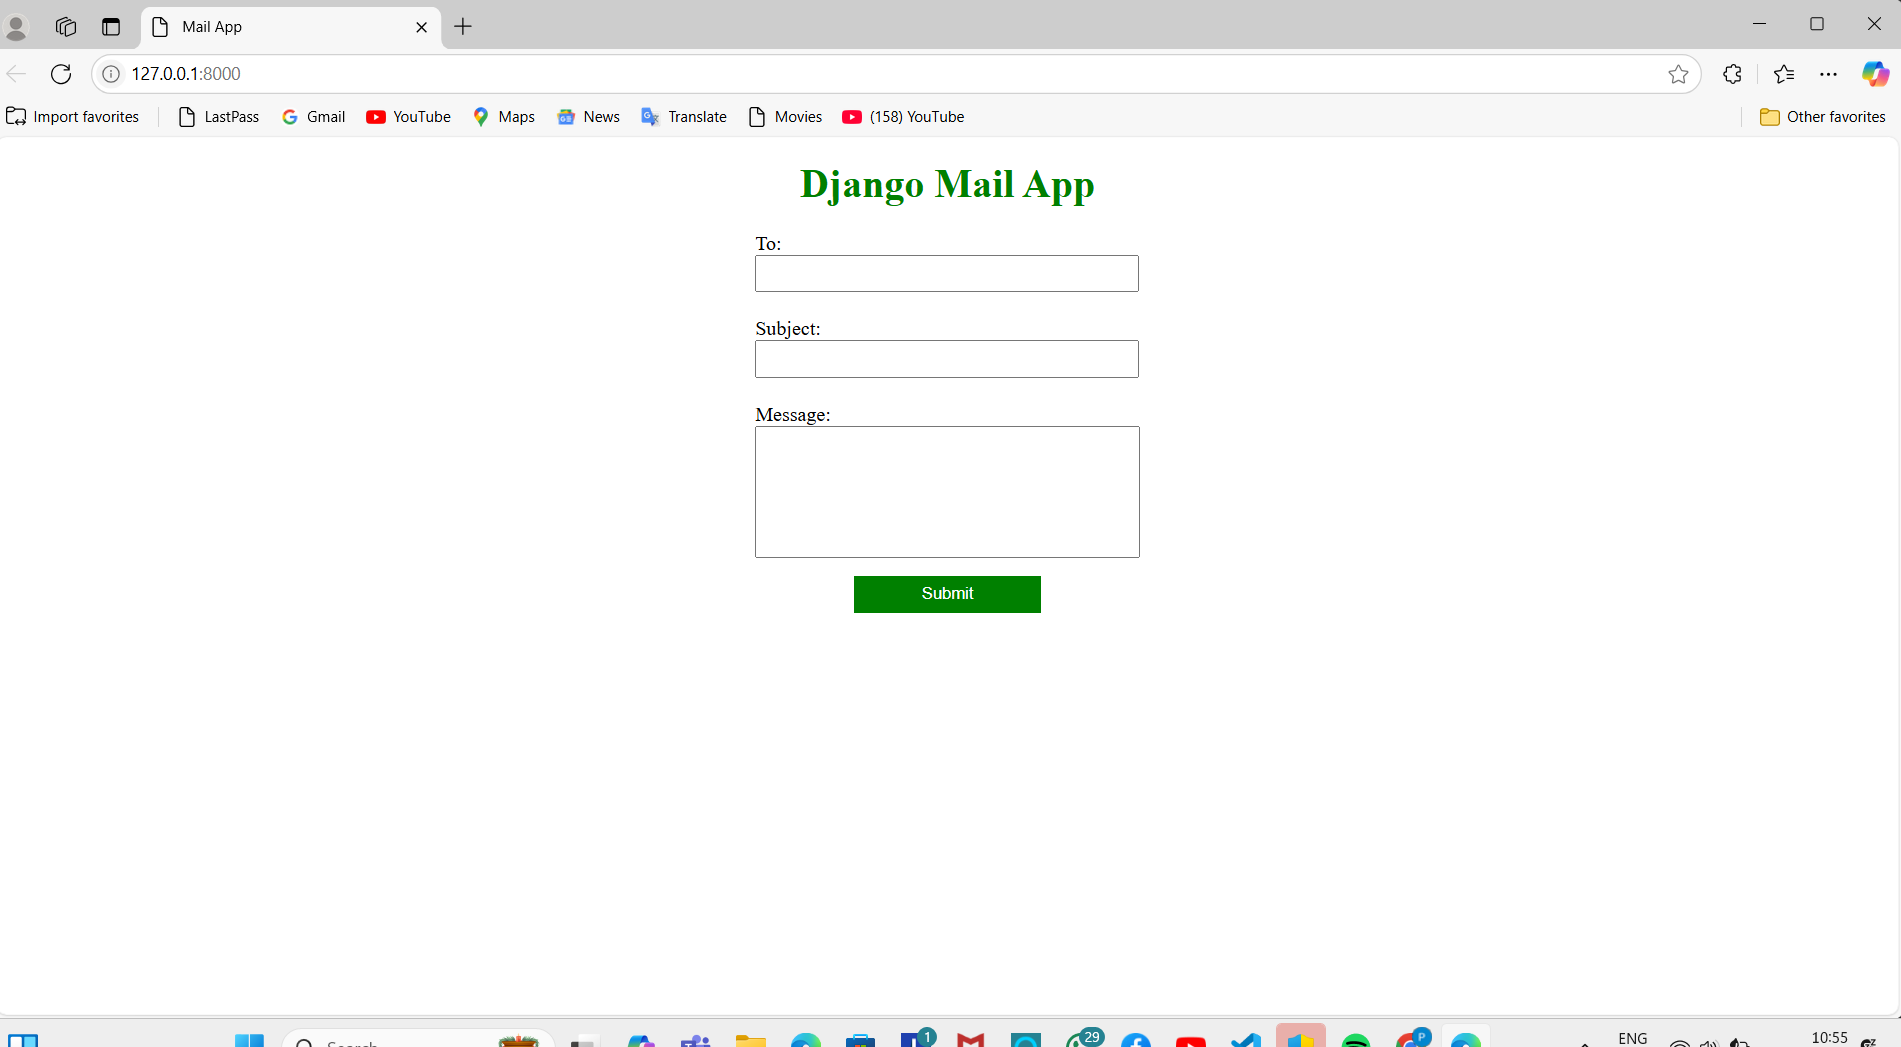 Mail App
127.0.0.1:8000
Import favorites LastPass Gmail YouTube Maps News Translate Movies (158) YouTube Other favorites
Django Mail App
To:
Subject:
Message:
Submit
Search 1 29 P ENG 10:55